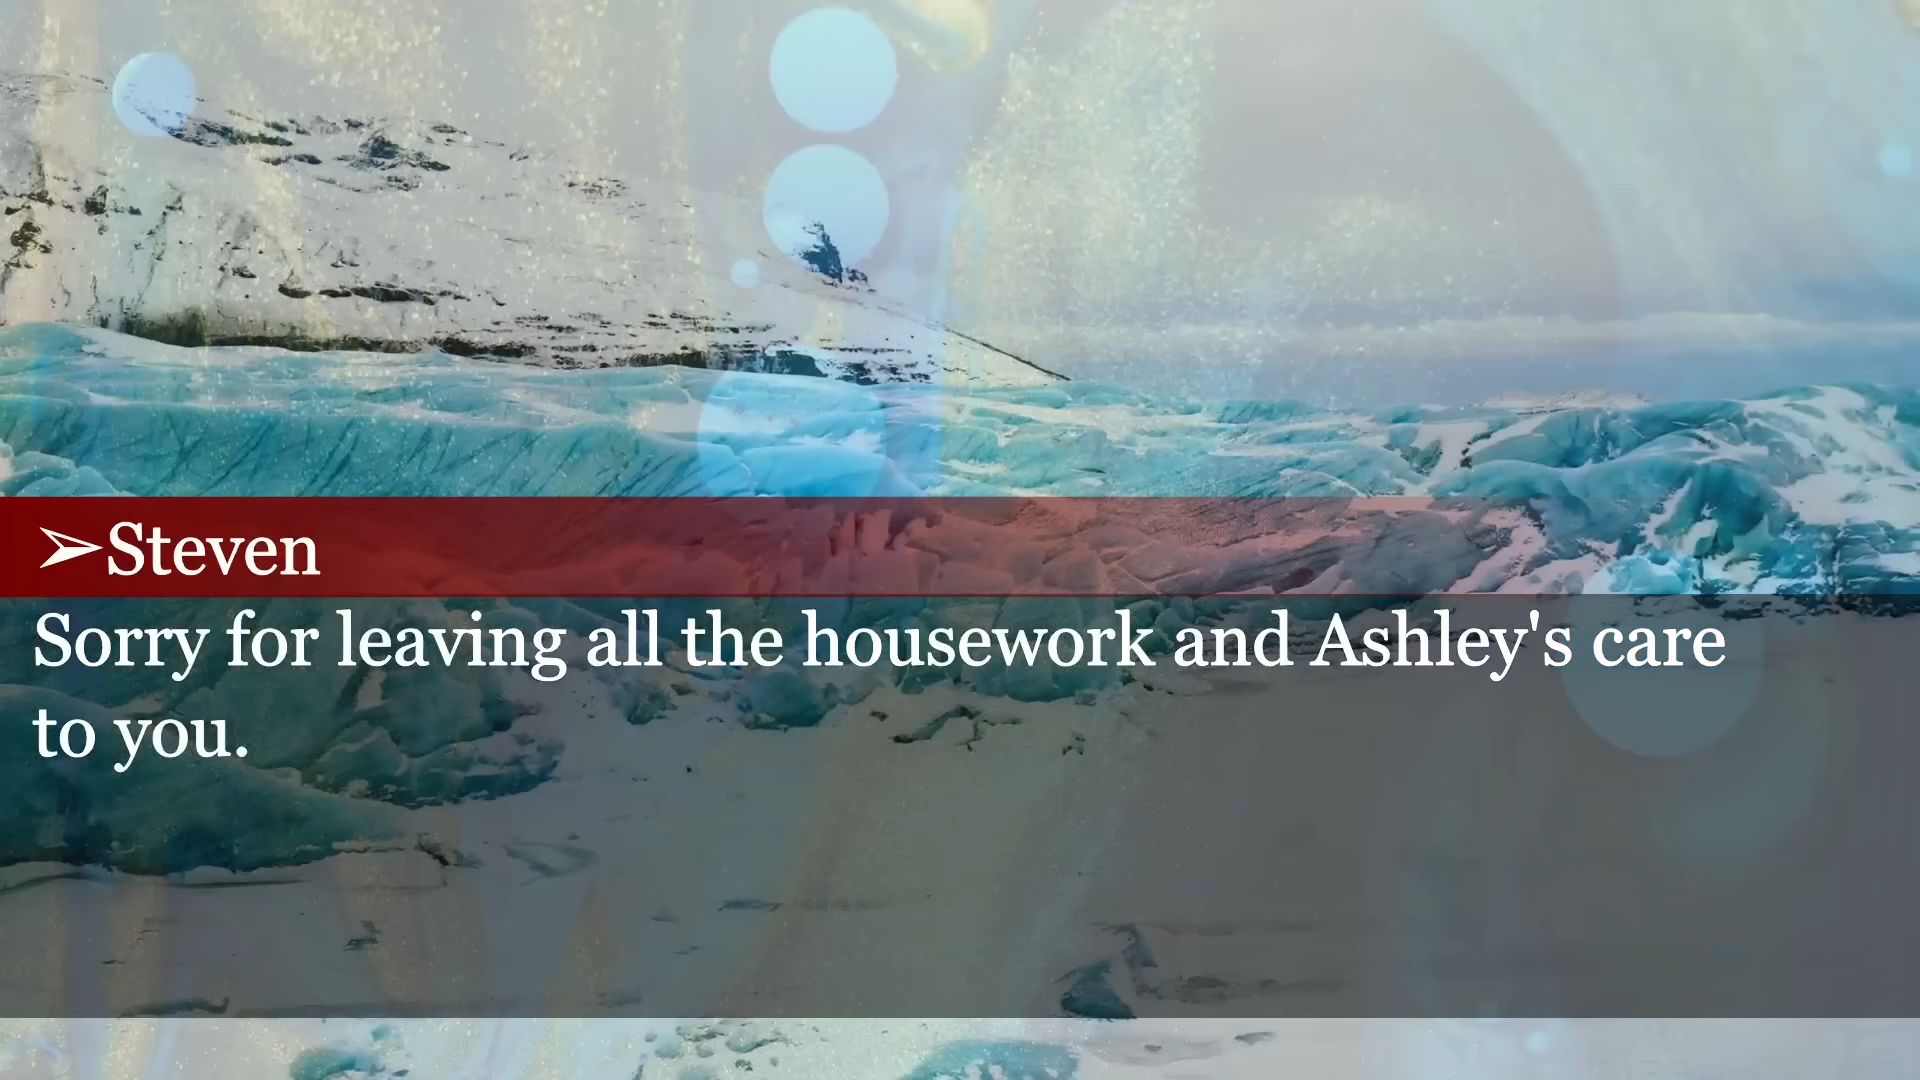 ➢Steven
Sorry for leaving all the housework and Ashley's care
to you.